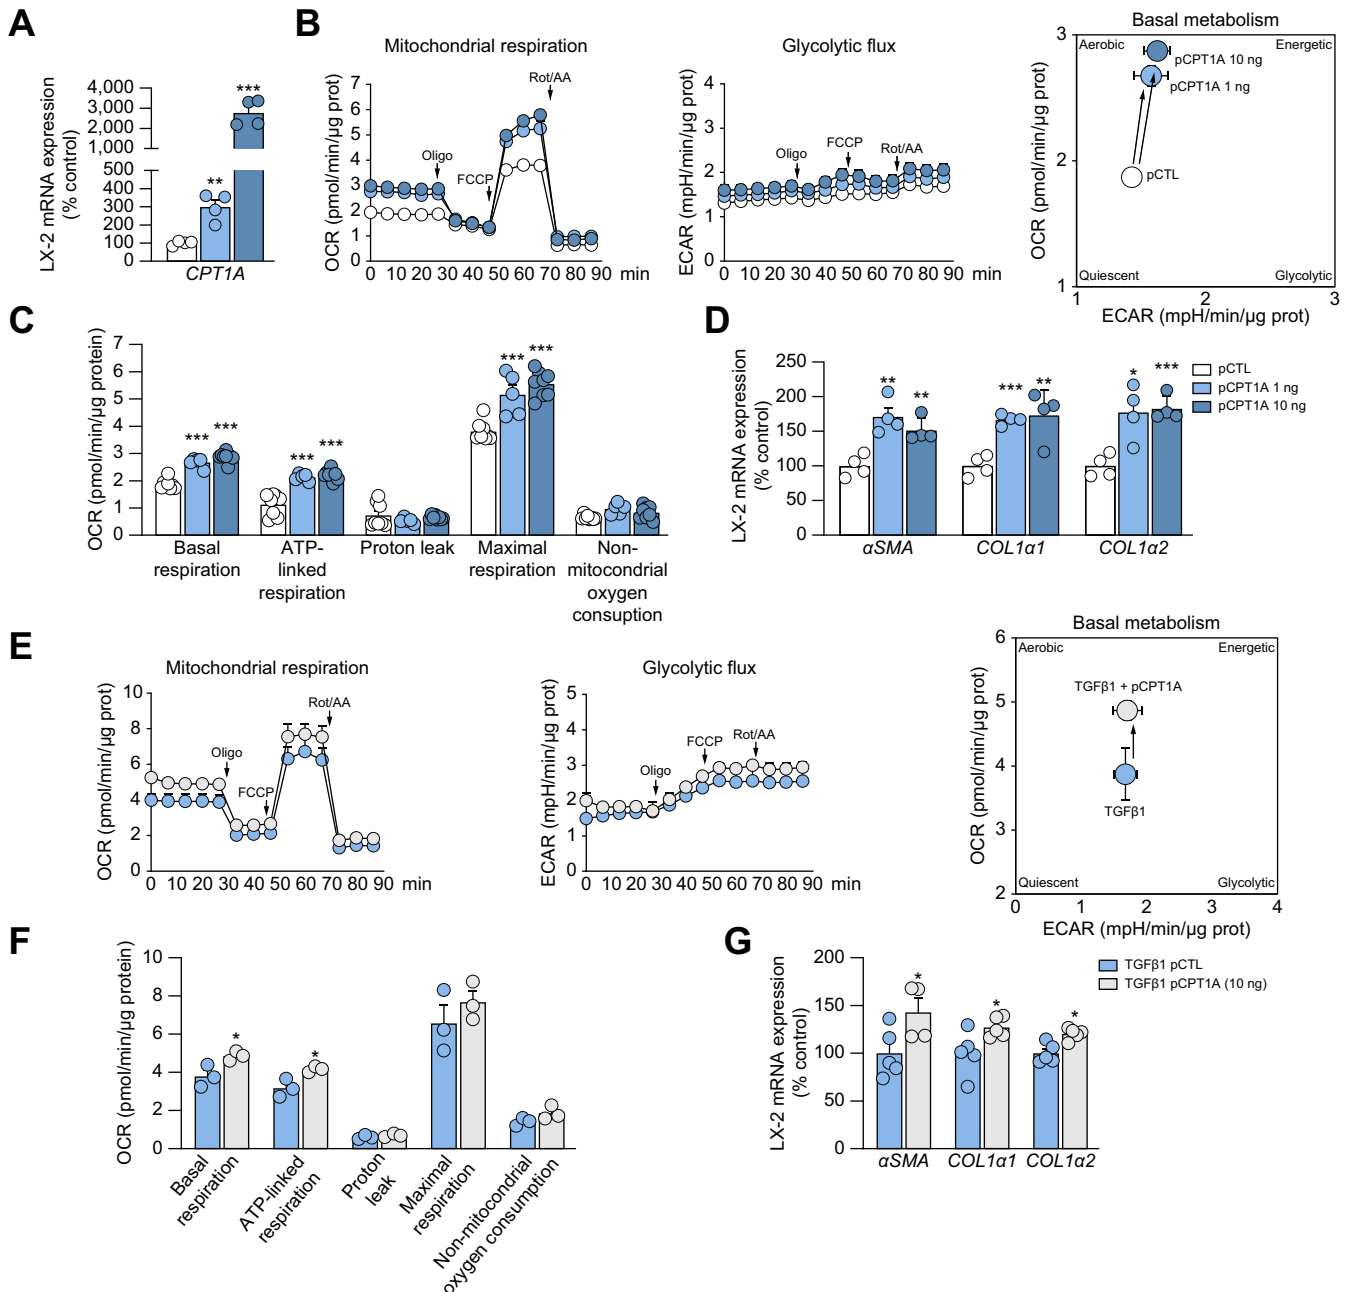 A
LX-2 mRNA expression
(% control)
4,000
3,000
2,000
1,000
500
400
300
200
100
0
**
***
CPT1A
B
Mitochondrial respiration
OCR (pmol/min/µg prot)
7
6
5
4
3
2
1
0
Oligo
FCCP
Rot/AA
0 10 20 30 40 50 60 70 80 90 min
Glycolytic flux
ECAR (mpH/min/µg prot)
4
3
2
1
0
Oligo
FCCP
Rot/AA
0 10 20 30 40 50 60 70 80 90 min
Basal metabolism
OCR (pmol/min/µg prot)
3
2
1
Aerobic
Energetic
pCPT1A 10 ng
pCPT1A 1 ng
pCTL
Quiescent
Glycolytic
1 2 3
ECAR (mpH/min/µg prot)
C
OCR (pmol/min/µg protein)
7
6
5
4
3
2
1
0
*** ***
*** ***
*** ***
Basal
respiration
ATP-
linked
respiration
Proton leak
Maximal
respiration
Non-
mitocondrial
oxygen
consuption
D
LX-2 mRNA expression
(% control)
250
200
150
100
50
0
** **
*** **
* ***
αSMA
COL1α1
COL1α2
pCTL
pCPT1A 1 ng
pCPT1A 10 ng
E
Mitochondrial respiration
OCR (pmol/min/µg prot)
10
8
6
4
2
0
Oligo
FCCP
Rot/AA
0 10 20 30 40 50 60 70 80 90 min
Glycolytic flux
ECAR (mpH/min/µg prot)
5
4
3
2
1
0
Oligo
FCCP
Rot/AA
0 10 20 30 40 50 60 70 80 90 min
Basal metabolism
OCR (pmol/min/µg prot)
6
5
4
3
2
Aerobic
Energetic
TGFβ1 + pCPT1A
TGFβ1
Quiescent
Glycolytic
0 1 2 3 4
ECAR (mpH/min/µg prot)
F
OCR (pmol/min/µg protein)
10
8
6
4
2
0
*
*
Basal
respiration
ATP-linked
respiration
Proton
leak
Maximal
respiration
Non-mitocondrial
oxygen consumption
G
LX-2 mRNA expression
(% control)
200
150
100
50
0
*
*
*
αSMA
COL1α1
COL1α2
TGFβ1 pCTL
TGFβ1 pCPT1A (10 ng)